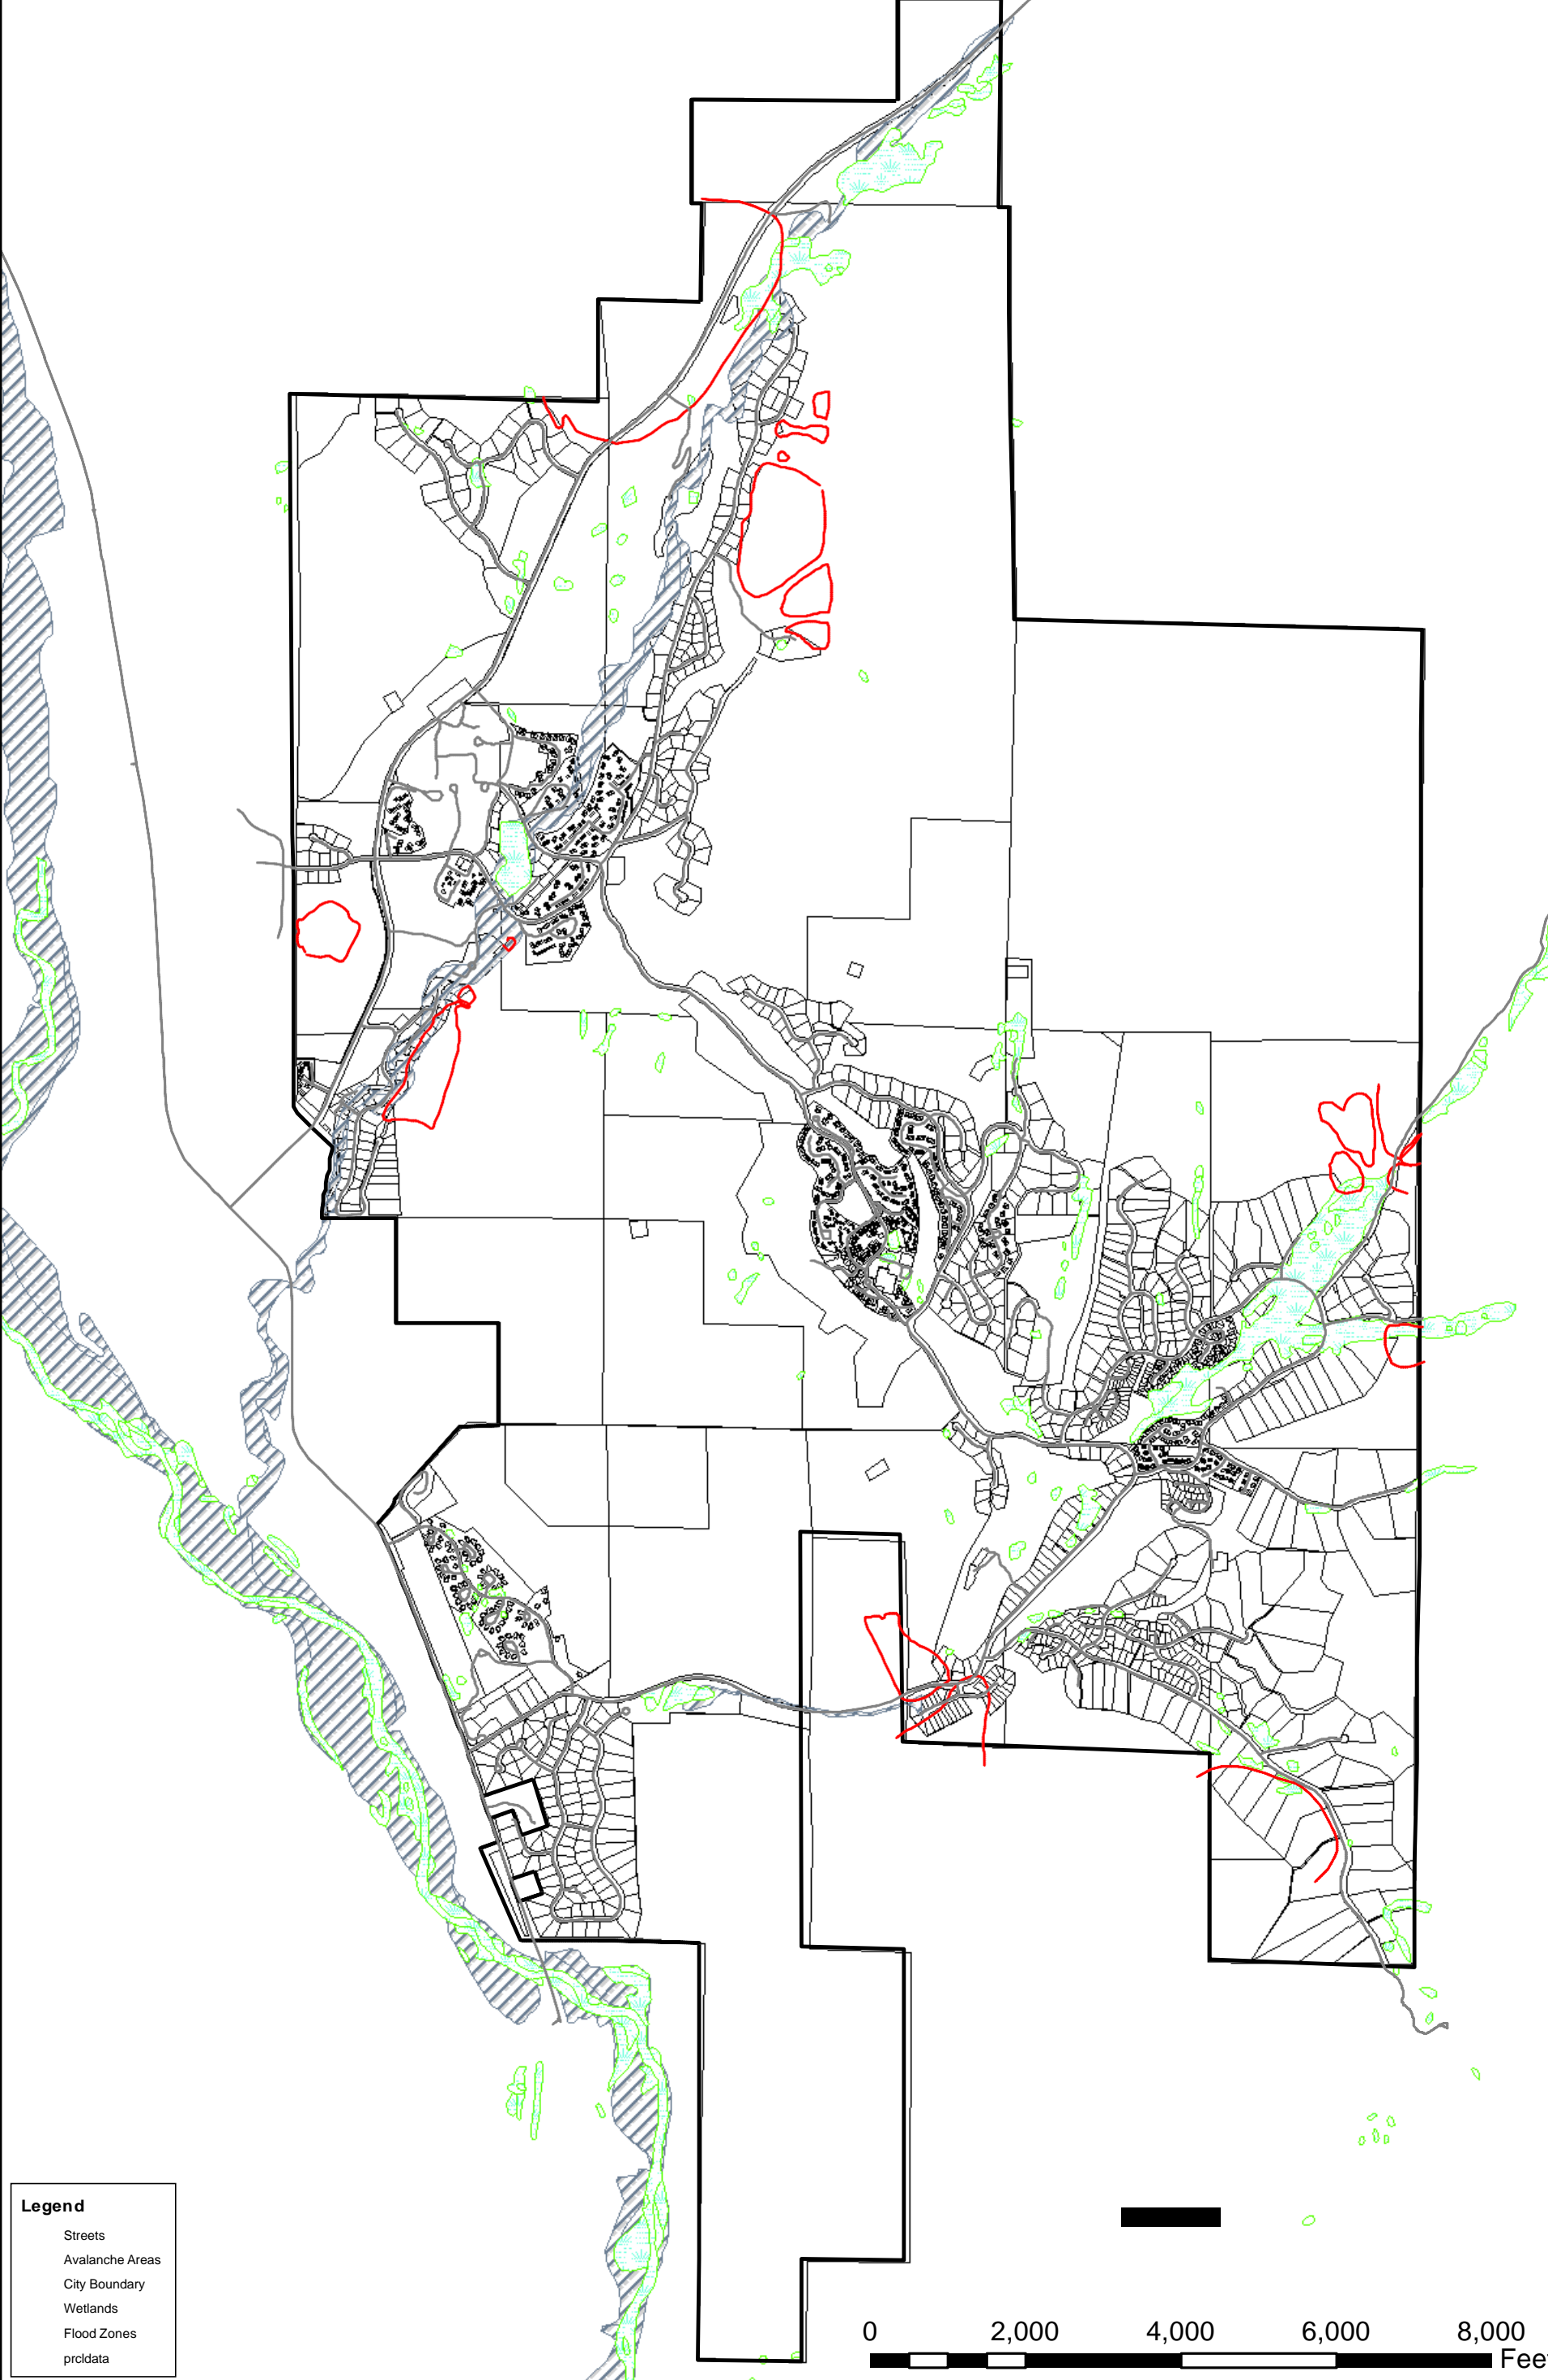 Legend
Streets
Avalanche Areas
City Boundary
Wetlands
Flood Zones
prcldata
0 2,000 4,000 6,000 8,000
Feet